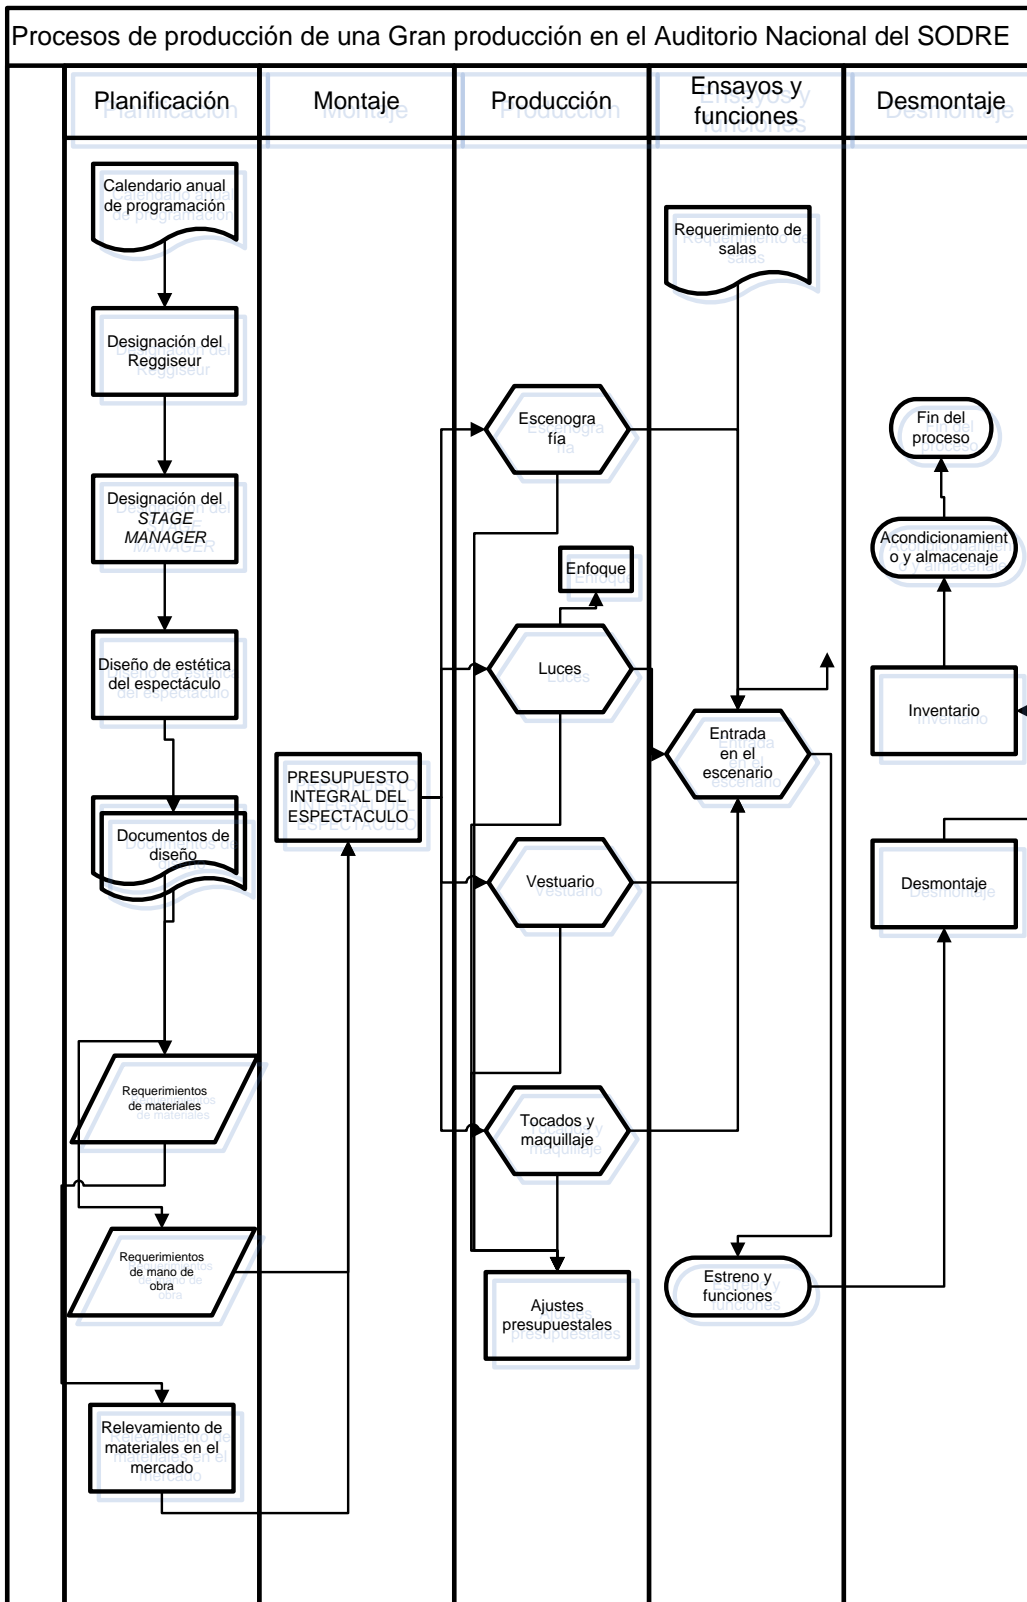 Procesos de producción de una Gran producción en el Auditorio Nacional del SODRE
Planificación
Montaje
Producción
Ensayos y
funciones
Desmontaje
Calendario anual
de programación
Designación del
Reggiseur
Designación del
STAGE
MANAGER
Diseño de estética
del espectáculo
Documentos de
diseño
Requerimientos
de materiales
Requerimientos
de mano de
obra
Relevamiento de
materiales en el
mercado
PRESUPUESTO
INTEGRAL DEL
ESPECTACULO
Escenogra
fía
Enfoque
Luces
Vestuario
Tocados y
maquillaje
Ajustes
presupuestales
Requerimiento de
salas
Entrada
en el
escenario
Estreno y
funciones
Fin del
proceso
Acondicionamient
o y almacenaje
Inventario
Desmontaje